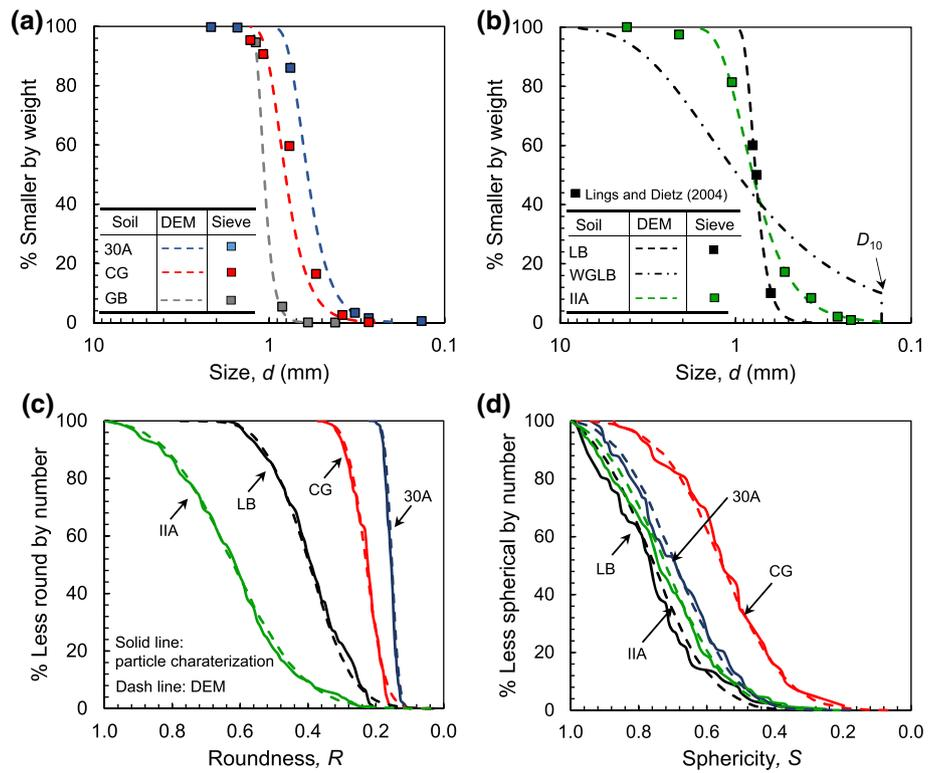 (a)
100
80
60
40
20
0
% Smaller by weight
Soil DEM Sieve
30A
CG
GB
10 1 0.1
Size, d (mm)
(b)
100
80
60
40
20
0
% Smaller by weight
Lings and Dietz (2004)
Soil DEM Sieve
LB
WGLB
IIA
D10
10 1 0.1
Size, d (mm)
(c)
100
80
60
40
20
0
% Less round by number
IIA
LB
CG
30A
Solid line:
particle charaterization
Dash line: DEM
1.0 0.8 0.6 0.4 0.2 0.0
Roundness, R
(d)
100
80
60
40
20
0
% Less spherical by number
30A
LB
CG
IIA
1.0 0.8 0.6 0.4 0.2 0.0
Sphericity, S